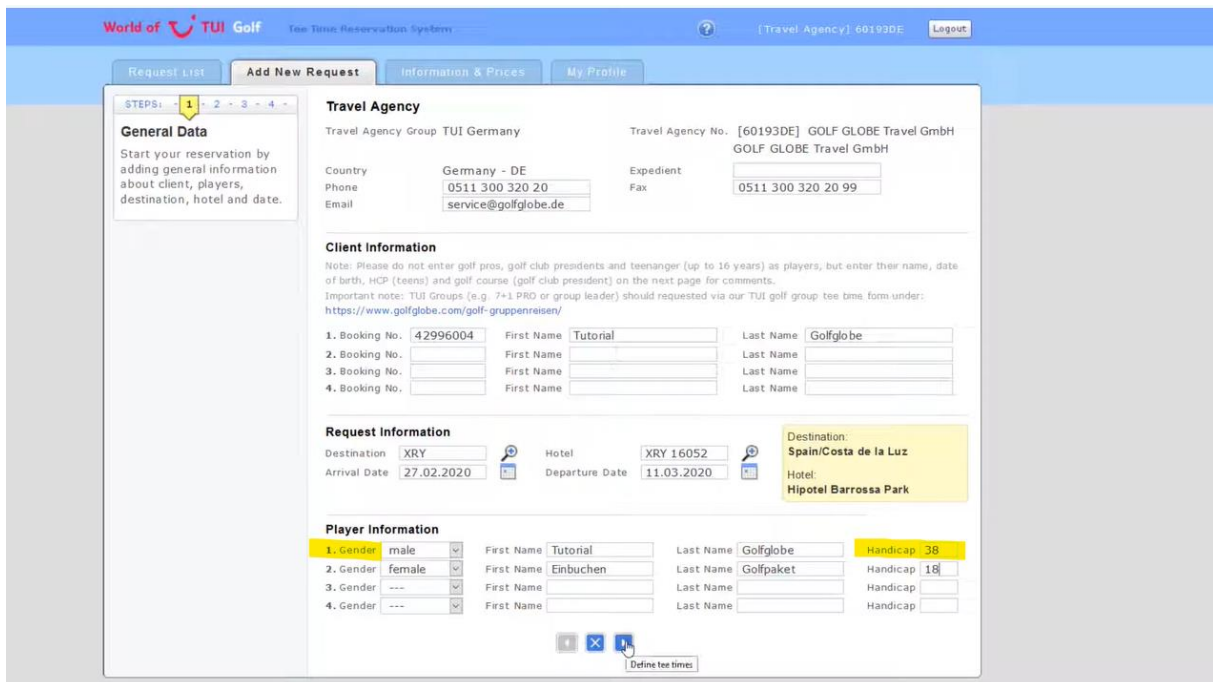 World of TUI Golf Tee Time Reservation System ? [Travel Agency] 60193DE Logout
Request List Add New Request Information & Prices My Profile
STEPS: - 1 - 2 - 3 - 4 -
General Data
Start your reservation by
adding general information
about client, players,
destination, hotel and date.
Travel Agency
Travel Agency Group TUI Germany Travel Agency No. [60193DE] GOLF GLOBE Travel GmbH
GOLF GLOBE Travel GmbH
Country Germany - DE Expedient
Phone 0511 300 320 20 Fax 0511 300 320 20 99
Email service@golfglobe.de
Client Information
Note: Please do not enter golf pros, golf club presidents and teenanger (up to 16 years) as players, but enter their name, date
of birth, HCP (teens) and golf course (golf club president) on the next page for comments.
Important note: TUI Groups (e.g. 7+1 PRO or group leader) should requested via our TUI golf group tee time form under:
https://www.golfglobe.com/golf-gruppenreisen/
1. Booking No. 42996004 First Name Tutorial Last Name Golfglobe
2. Booking No. First Name Last Name
3. Booking No. First Name Last Name
4. Booking No. First Name Last Name
Request Information
Destination XRY Hotel XRY 16052
Arrival Date 27.02.2020 Departure Date 11.03.2020
Destination:
Spain/Costa de la Luz
Hotel:
Hipotel Barrossa Park
Player Information
1. Gender male First Name Tutorial Last Name Golfglobe Handicap 38
2. Gender female First Name Einbuchen Last Name Golfpaket Handicap 18
3. Gender --- First Name Last Name Handicap
4. Gender --- First Name Last Name Handicap
Define tee times